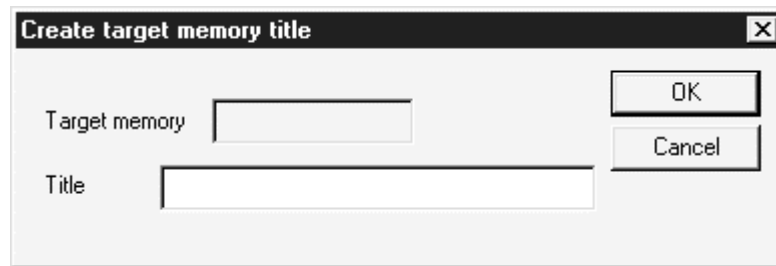 Create target memory title
OK
Target memory
Cancel
Title